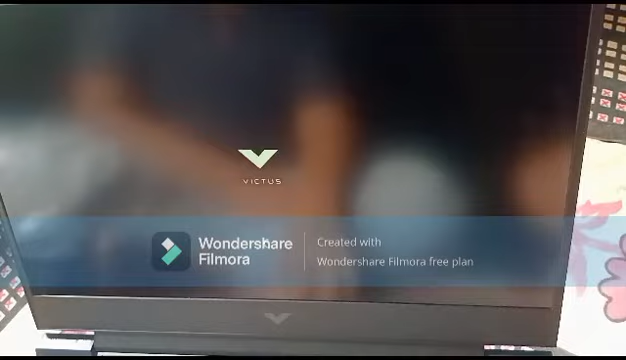 VICTUS
Wondershare
Filmora
Created with
Wondershare Filmora free plan